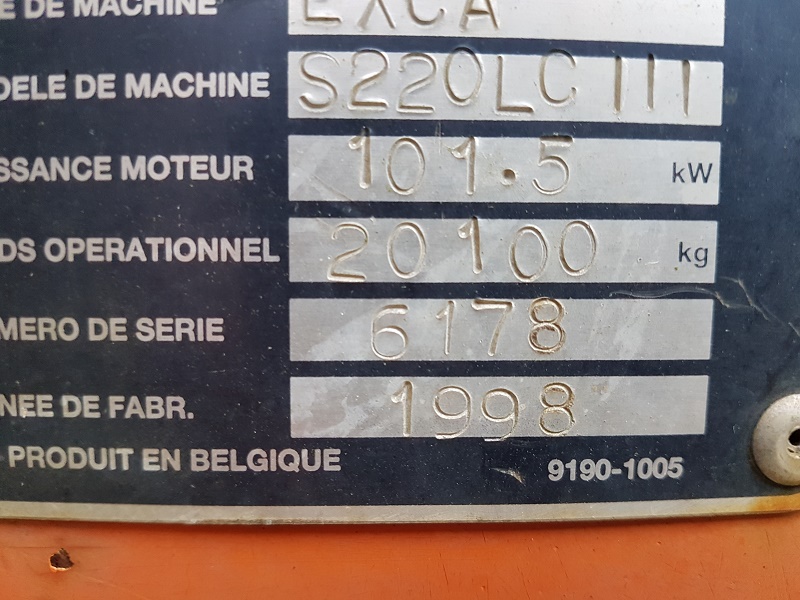 E DE MACHINE EXCA
DELE DE MACHINE S220LC III
SSANCE MOTEUR 101.5 kW
DS OPERATIONNEL 20100 kg
MERO DE SERIE 6178
NEE DE FABR. 1998
PRODUIT EN BELGIQUE 9190-1005